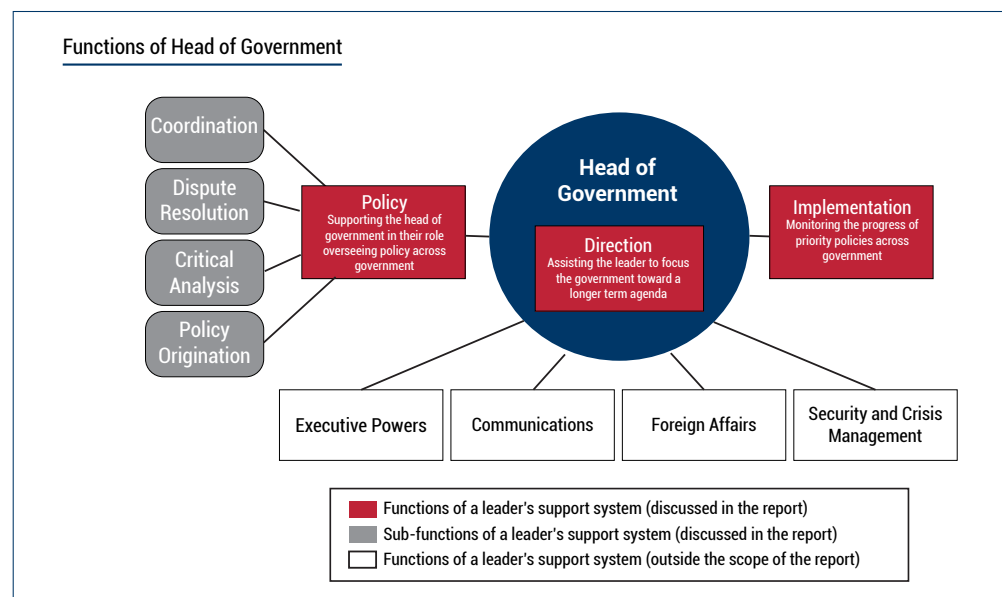 Functions of Head of Government
Coordination
Dispute
Resolution
Critical
Analysis
Policy
Origination
Policy
Supporting the head of
government in their role
overseeing policy across
government
Head of
Government
Direction
Assisting the leader to focus
the government toward a
longer term agenda
Implementation
Monitoring the progress of
priority policies across
government
Executive Powers
Communications
Foreign Affairs
Security and Crisis
Management
Functions of a leader's support system (discussed in the report)
Sub-functions of a leader's support system (discussed in the report)
Functions of a leader's support system (outside the scope of the report)